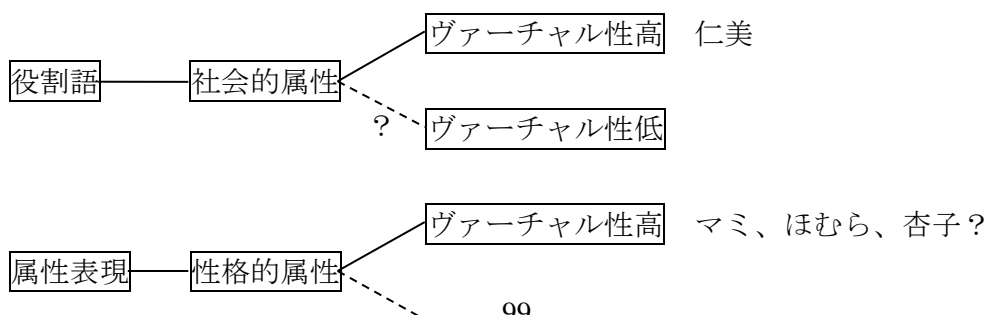 ヴァーチャル性高 仁美
役割語 社会的属性
? ヴァーチャル性低
ヴァーチャル性高 マミ、ほむら、杏子?
属性表現 性格的属性
99